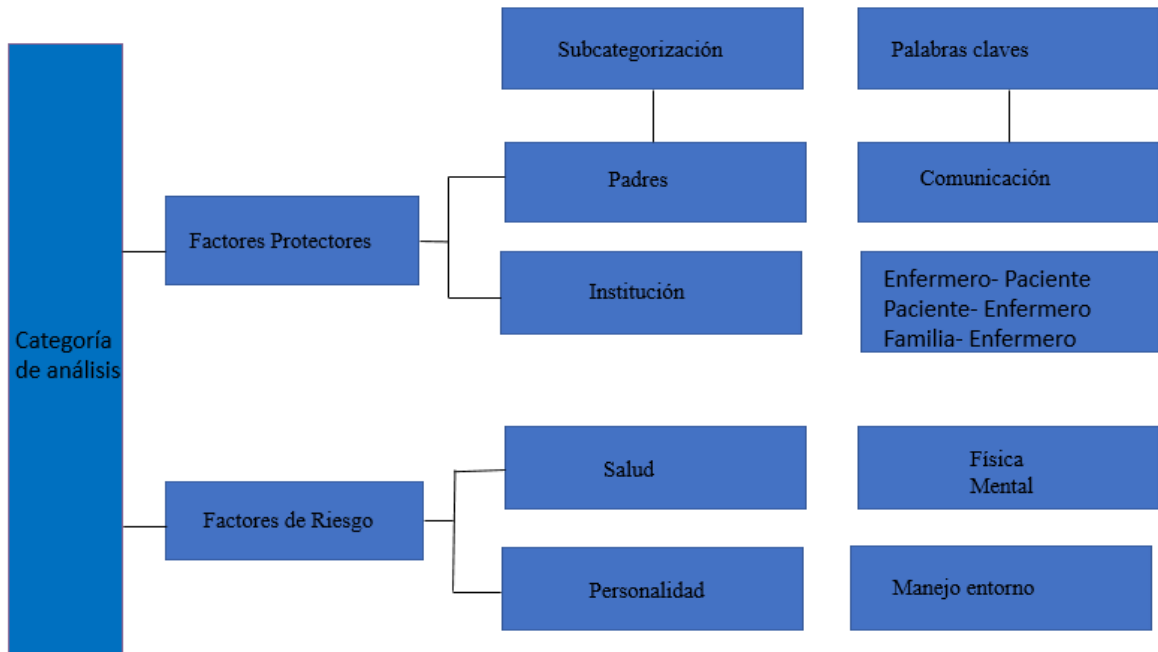 Subcategorización
Palabras claves
Padres
Comunicación
Factores Protectores
Institución
Enfermero- Paciente
Paciente- Enfermero
Familia- Enfermero
Categoría
de análisis
Salud
Física
Mental
Factores de Riesgo
Personalidad
Manejo entorno